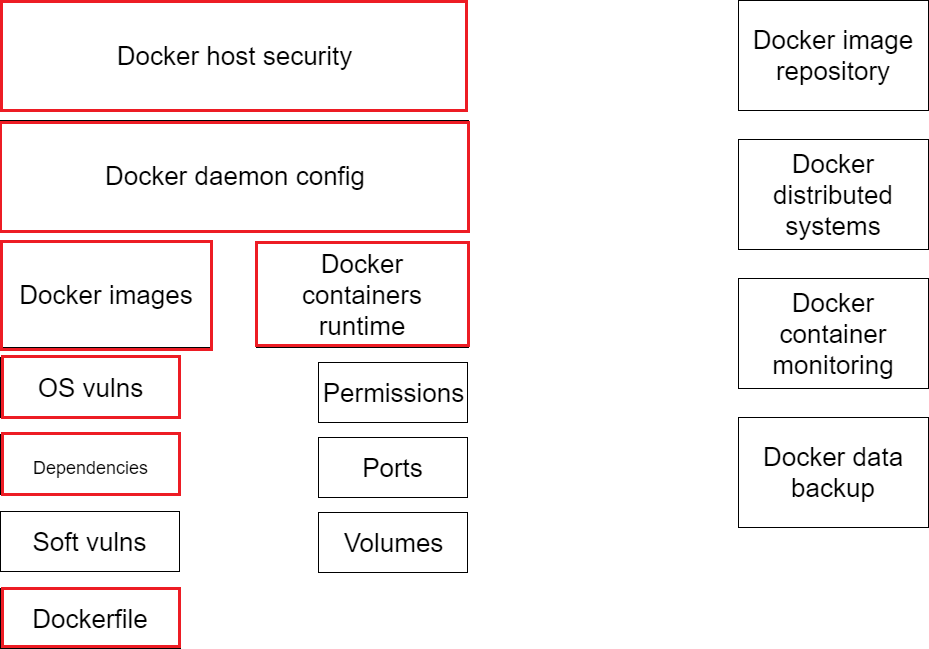 Docker host security
Docker daemon config
Docker images
Docker
containers
runtime
OS vulns
Permissions
Dependencies
Ports
Soft vulns
Volumes
Dockerfile
Docker image
repository
Docker
distributed
systems
Docker
container
monitoring
Docker data
backup